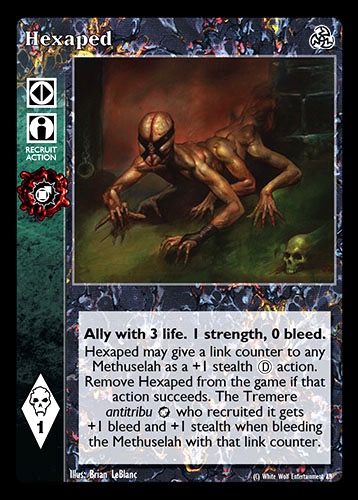 Hexaped
RECRUIT
ACTION
Ally with 3 life. 1 strength, 0 bleed.
Hexaped may give a link counter to any
Methuselah as a +1 stealth D action.
Remove Hexaped from the game if that
action succeeds. The Tremere
antitribu who recruited it gets
+1 bleed and +1 stealth when bleeding
the Methuselah with that link counter.
1
Illus: Brian LeBlanc
(C) White Wolf Entertainment AB